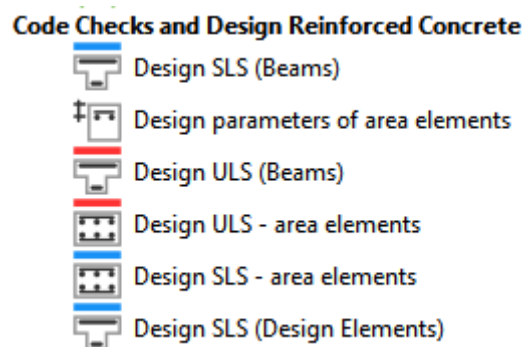 Code Checks and Design Reinforced Concrete
Design SLS (Beams)
Design parameters of area elements
Design ULS (Beams)
Design ULS - area elements
Design SLS - area elements
Design SLS (Design Elements)